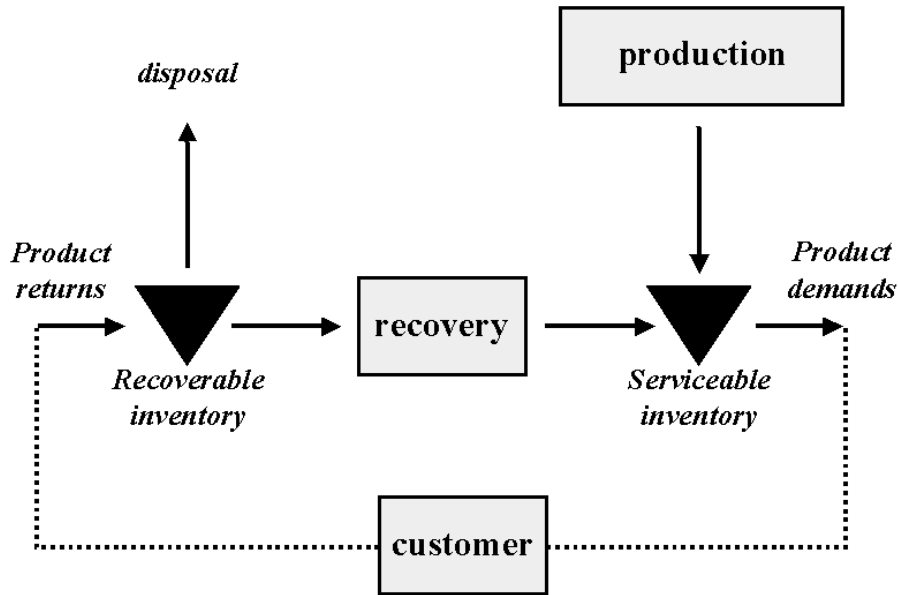 production
disposal
Product
returns
Product
demands
recovery
Recoverable
inventory
Serviceable
inventory
customer